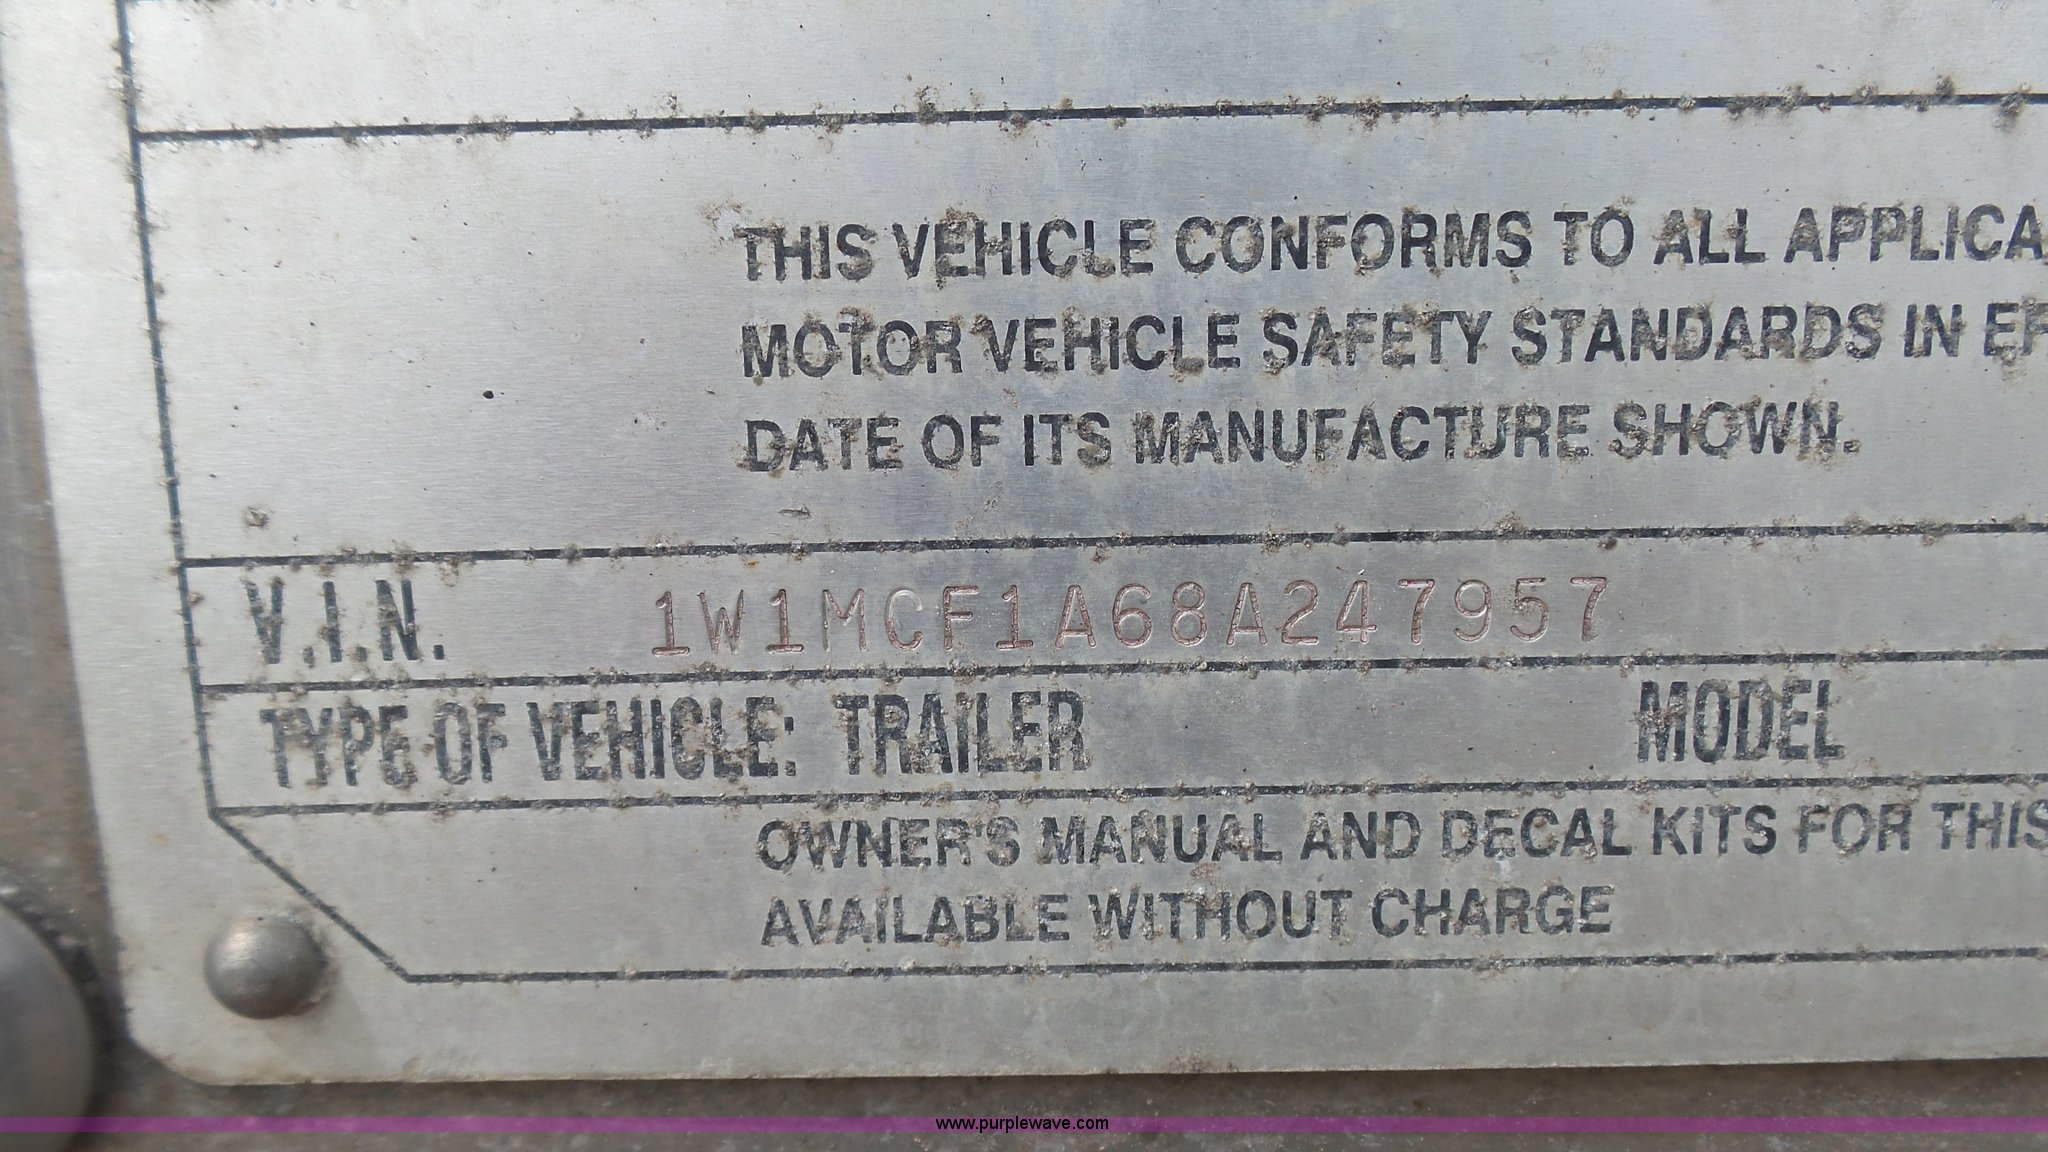 THIS VEHICLE CONFORMS TO ALL APPLICA
MOTOR VEHICLE SAFETY STANDARDS IN EF
DATE OF ITS MANUFACTURE SHOWN.
V.I.N. 1W1MCF1A68A247957
TYPE OF VEHICLE: TRAILER MODEL
OWNER'S MANUAL AND DECAL KITS FOR THIS
AVAILABLE WITHOUT CHARGE
www.purplewave.com